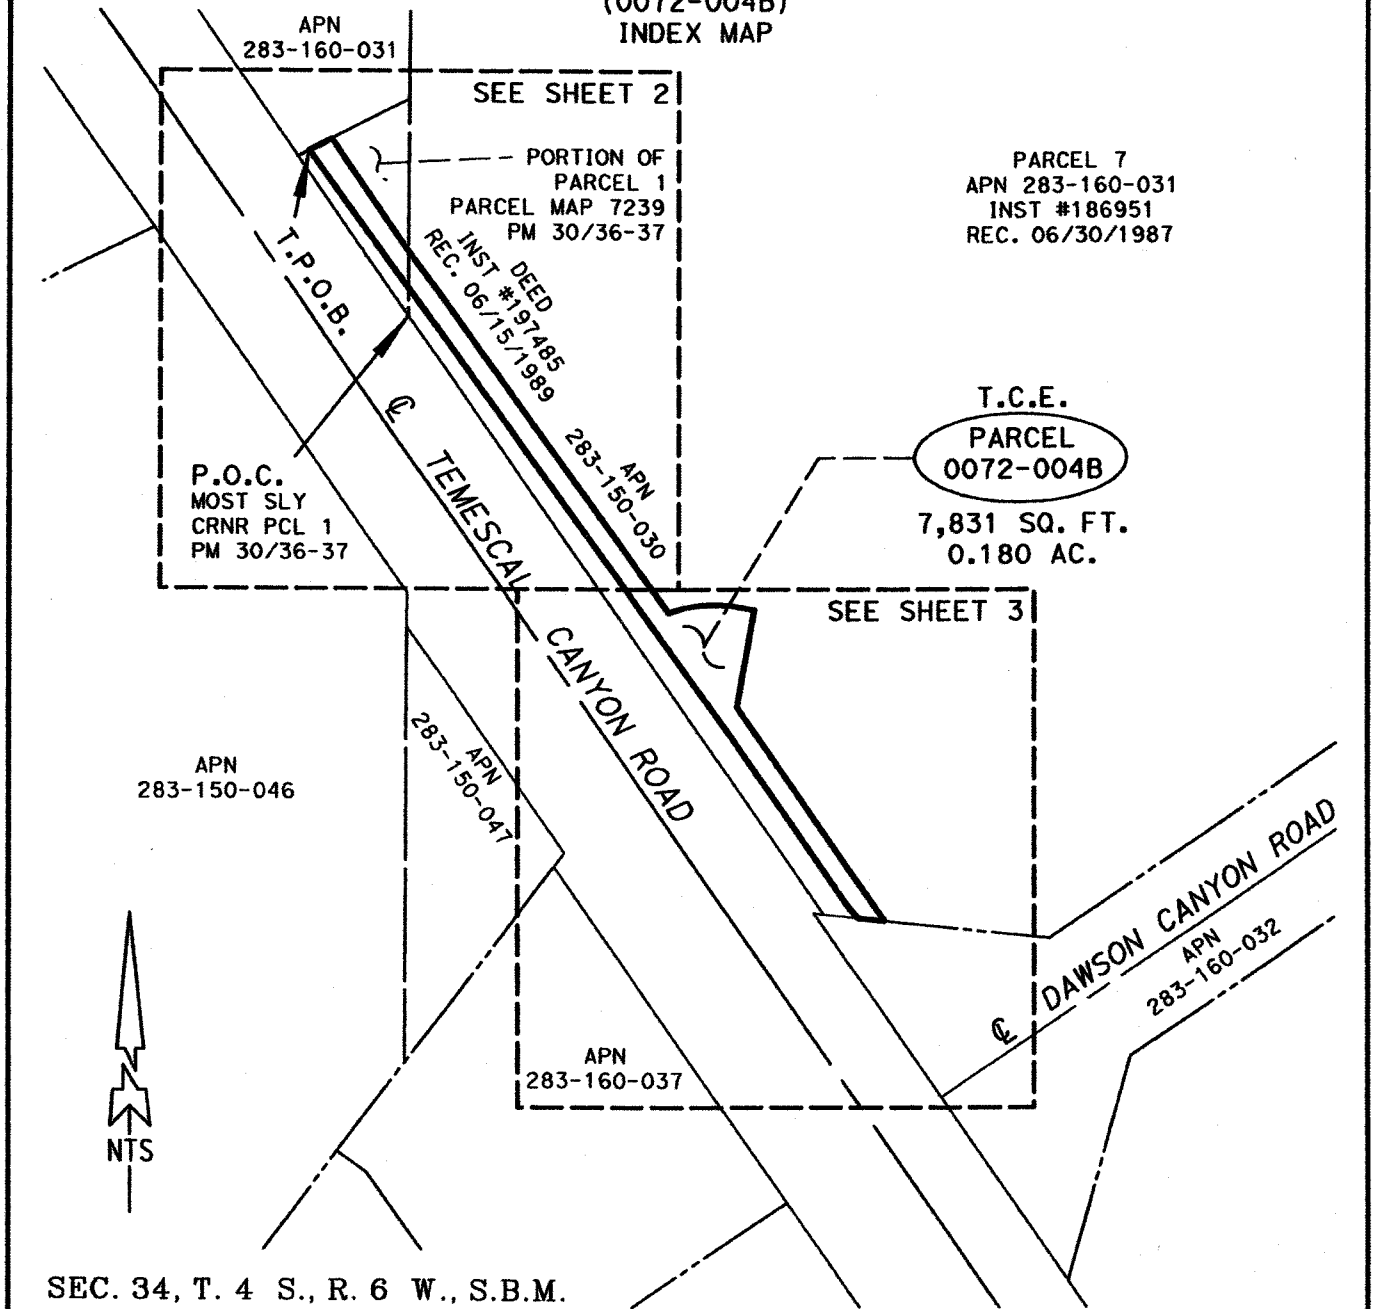 (0072-004B)
INDEX MAP
APN
283-160-031
SEE SHEET 2
PORTION OF
PARCEL 1
PARCEL MAP 7239
PM 30/36-37
PARCEL 7
APN 283-160-031
INST #186951
REC. 06/30/1987
T.P.O.B.
DEED
INST #197485
REC. 06/15/1989
T.C.E.
PARCEL
0072-004B
7,831 SQ. FT.
0.180 AC.
P.O.C.
MOST SLY
CRNR PCL 1
PM 30/36-37
APN
283-150-030
℄ TEMESCAL CANYON ROAD
SEE SHEET 3
APN
283-150-046
APN
283-150-047
℄ DAWSON CANYON ROAD
APN
283-160-032
APN
283-160-037
NTS
SEC. 34, T. 4 S., R. 6 W., S.B.M.